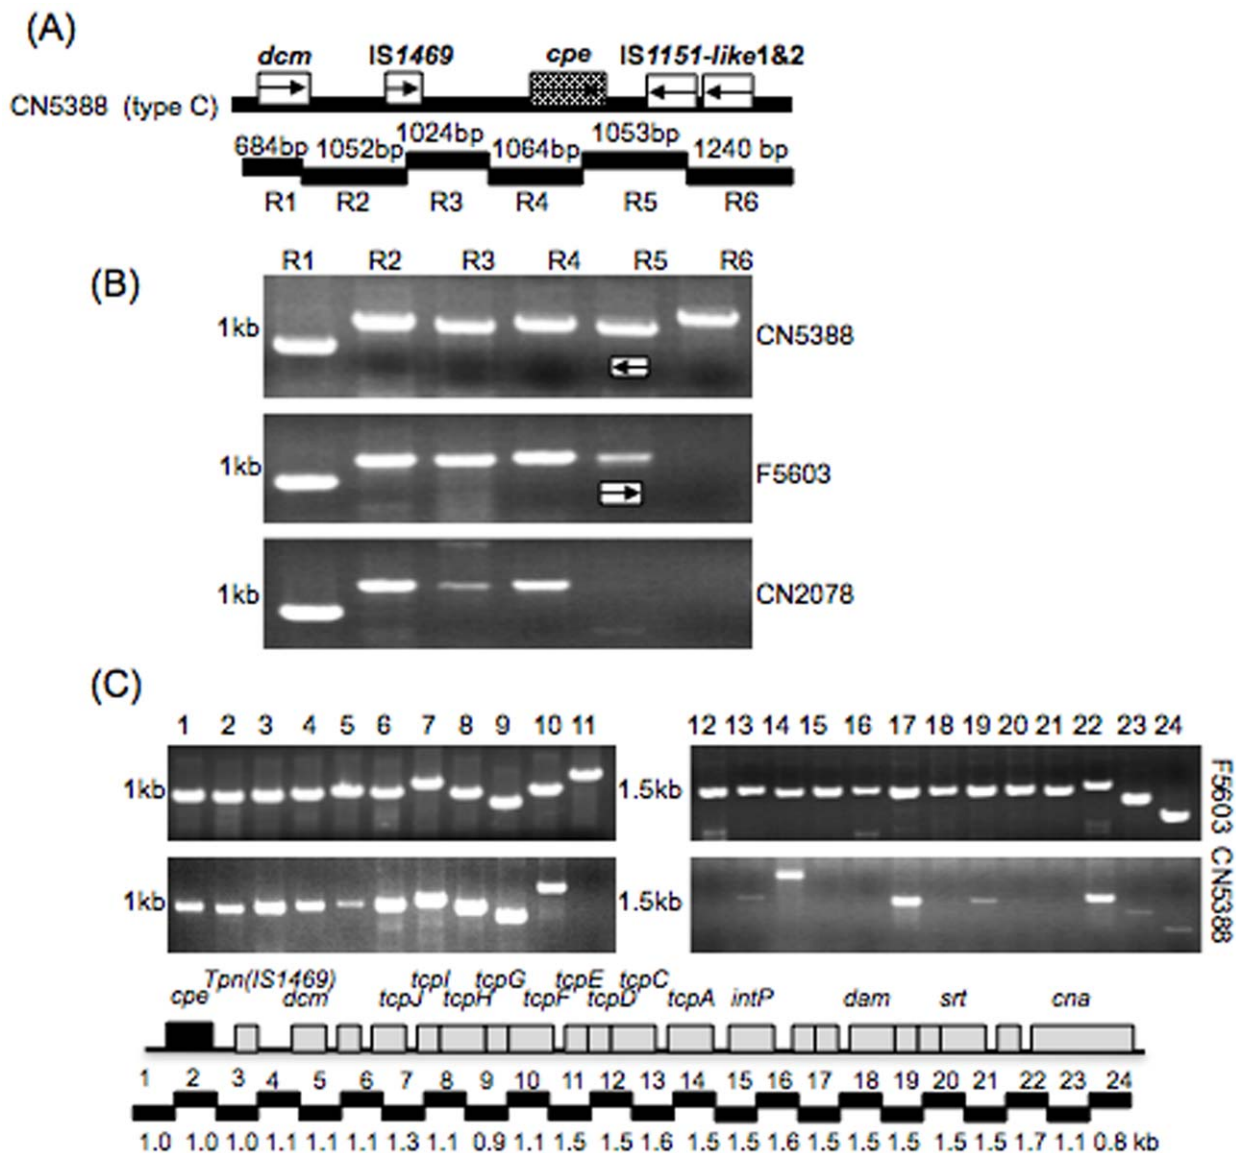 (A)
dcm IS1469 cpe IS1151-like1&2
CN5388 (type C)
684bp 1052bp 1024bp 1064bp 1053bp 1240 bp
R1 R2 R3 R4 R5 R6
(B)
R1 R2 R3 R4 R5 R6
1kb CN5388
1kb F5603
1kb CN2078
(C)
1 2 3 4 5 6 7 8 9 10 11 12 13 14 15 16 17 18 19 20 21 22 23 24
1kb 1.5kb F5603
1kb 1.5kb CN5388
Tpn(IS1469) tcpI tcpG tcpE tcpC
cpe dcm tcpJ tcpH tcpF tcpD tcpA intP dam srt cna
1 2 3 4 5 6 7 8 9 10 11 12 13 14 15 16 17 18 19 20 21 22 23 24
1.0 1.0 1.0 1.1 1.1 1.1 1.3 1.1 0.9 1.1 1.5 1.5 1.6 1.5 1.5 1.6 1.5 1.5 1.5 1.5 1.7 1.1 0.8 kb